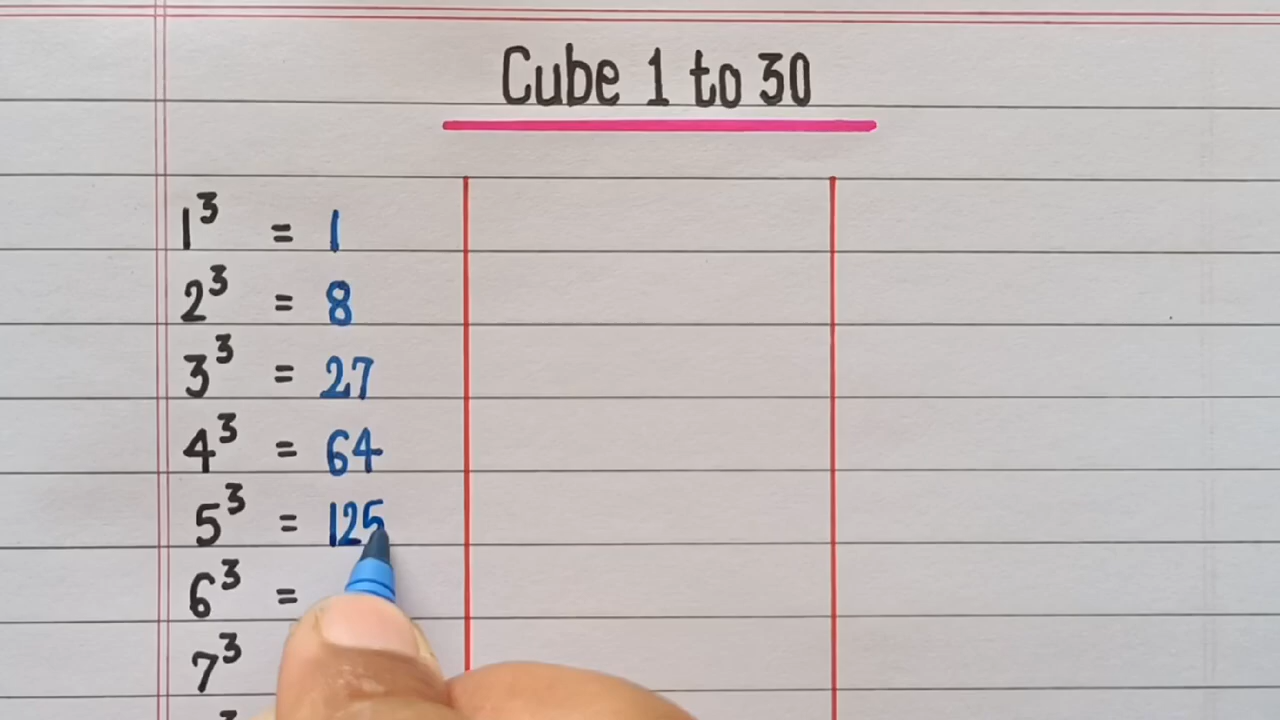 Cube 1 to 30
1³ = 1
2³ = 8
3³ = 27
4³ = 64
5³ = 125
6³ =
7³